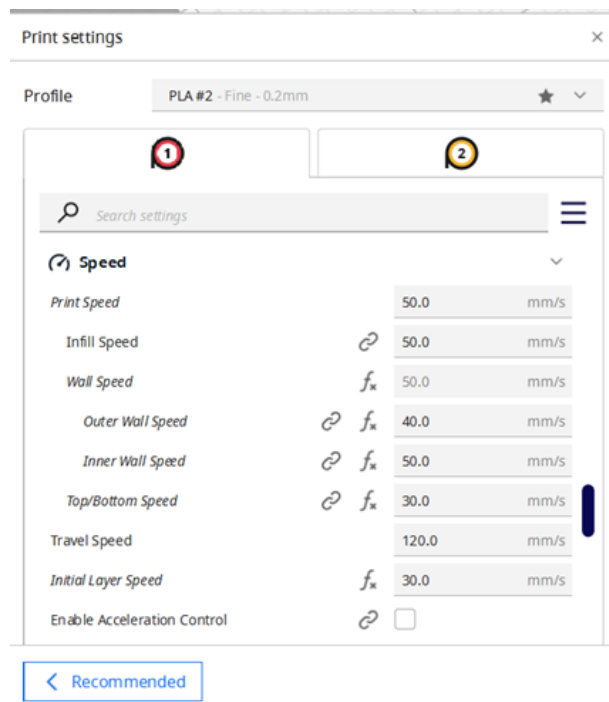 Print settings ×
Profile PLA #2 - Fine - 0.2mm
1 2
Search settings
Speed
Print Speed 50.0 mm/s
Infill Speed 50.0 mm/s
Wall Speed 50.0 mm/s
Outer Wall Speed 40.0 mm/s
Inner Wall Speed 50.0 mm/s
Top/Bottom Speed 30.0 mm/s
Travel Speed 120.0 mm/s
Initial Layer Speed 30.0 mm/s
Enable Acceleration Control
Recommended